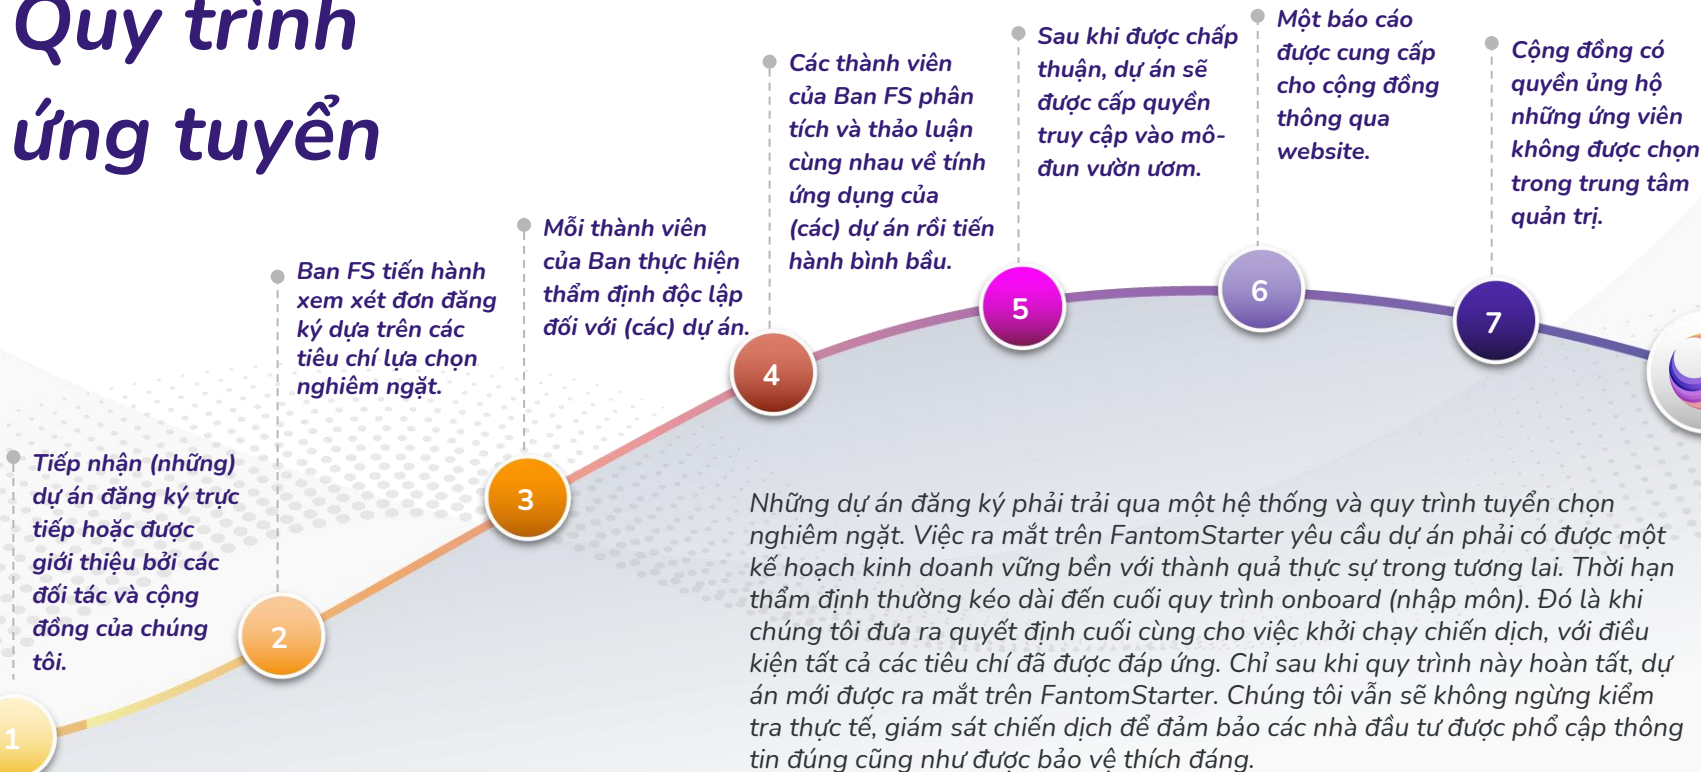 Quy trình
ứng tuyển
Tiếp nhận (những)
dự án đăng ký trực
tiếp hoặc được
giới thiệu bởi các
đối tác và cộng
đồng của chúng
tôi.
1
Ban FS tiến hành
xem xét đơn đăng
ký dựa trên các
tiêu chí lựa chọn
nghiêm ngặt.
2
Mỗi thành viên
của Ban thực hiện
thẩm định độc lập
đối với (các) dự án.
3
Các thành viên
của Ban FS phân
tích và thảo luận
cùng nhau về tính
ứng dụng của
(các) dự án rồi tiến
hành bình bầu.
4
Sau khi được chấp
thuận, dự án sẽ
được cấp quyền
truy cập vào mô-
đun vườn ươm.
5
Một báo cáo
được cung cấp
cho cộng đồng
thông qua
website.
6
Cộng đồng có
quyền ủng hộ
những ứng viên
không được chọn
trong trung tâm
quản trị.
7
Những dự án đăng ký phải trải qua một hệ thống và quy trình tuyển chọn
nghiêm ngặt. Việc ra mắt trên FantomStarter yêu cầu dự án phải có được một
kế hoạch kinh doanh vững bền với thành quả thực sự trong tương lai. Thời hạn
thẩm định thường kéo dài đến cuối quy trình onboard (nhập môn). Đó là khi
chúng tôi đưa ra quyết định cuối cùng cho việc khởi chạy chiến dịch, với điều
kiện tất cả các tiêu chí đã được đáp ứng. Chỉ sau khi quy trình này hoàn tất, dự
án mới được ra mắt trên FantomStarter. Chúng tôi vẫn sẽ không ngừng kiểm
tra thực tế, giám sát chiến dịch để đảm bảo các nhà đầu tư được phổ cập thông
tin đúng cũng như được bảo vệ thích đáng.